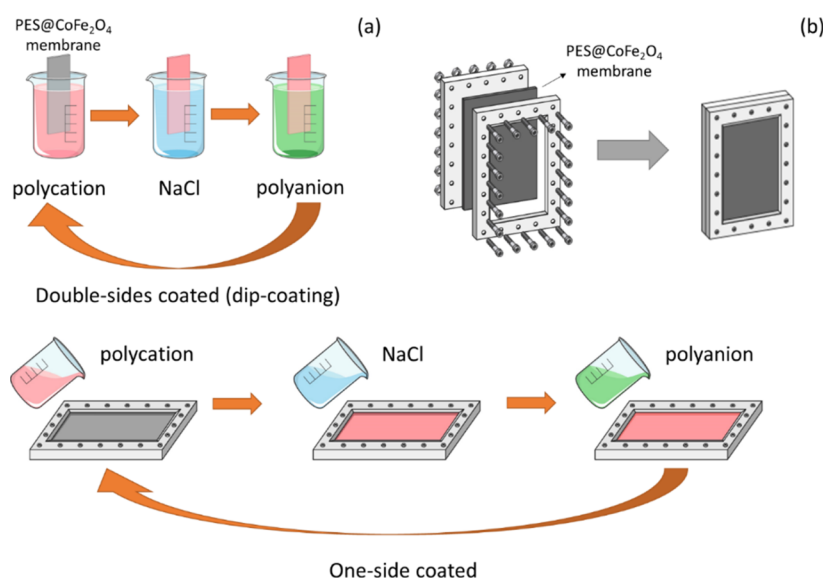 PES@CoFe₂O₄
membrane
(a)
polycation
NaCl
polyanion
Double-sides coated (dip-coating)
(b)
PES@CoFe₂O₄
membrane
polycation
NaCl
polyanion
One-side coated